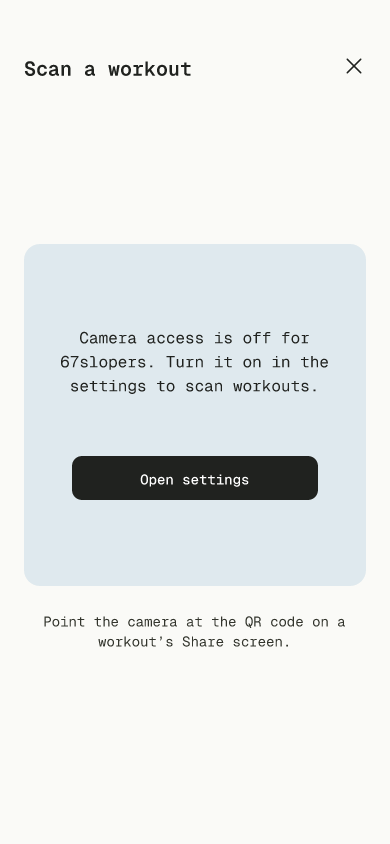 Scan a workout
Camera access is off for
67slopers. Turn it on in the
settings to scan workouts.
Open settings
Point the camera at the QR code on a
workout’s Share screen.